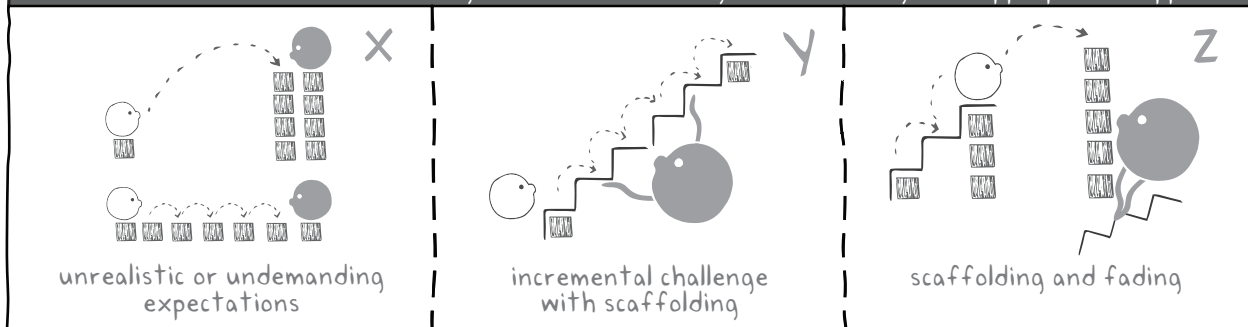 X
Y
Z
unrealistic or undemanding
expectations
incremental challenge
with scaffolding
scaffolding and fading